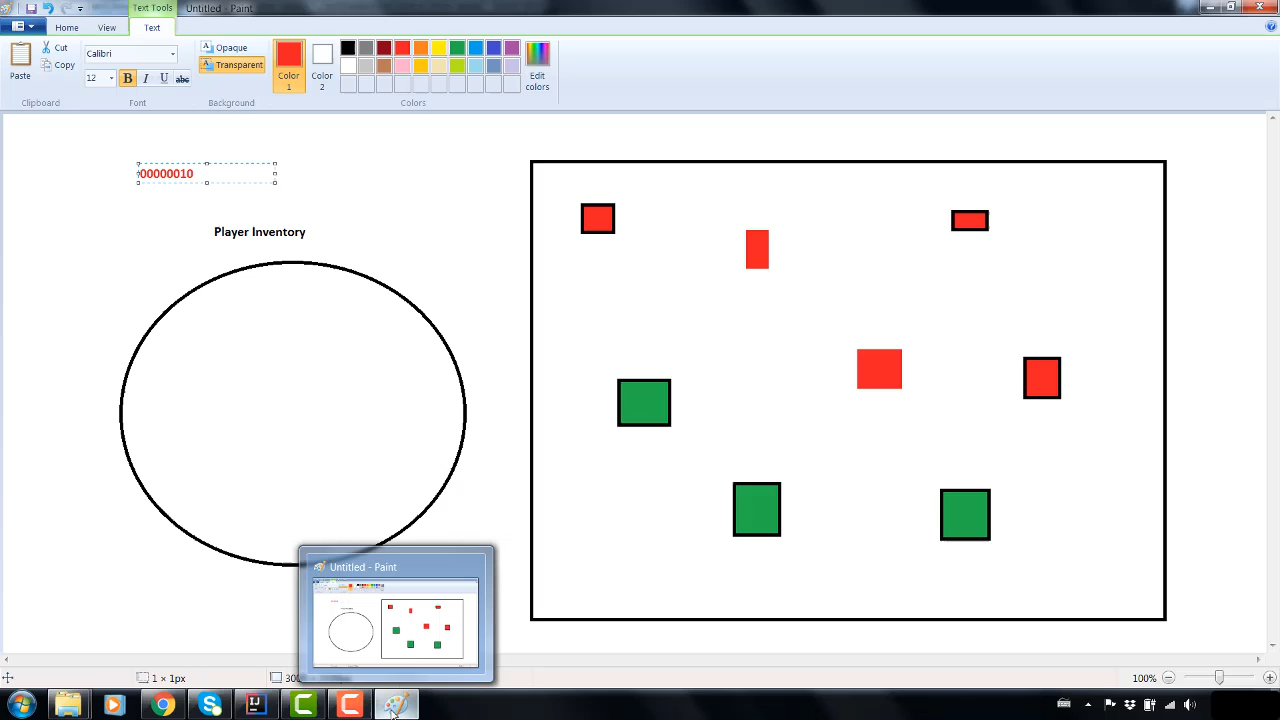 Text Tools
Untitled - Paint
Home
View
Text
Paste
Cut
Copy
Clipboard
Calibri
12
B
I
U
abc
Font
Opaque
Transparent
Background
Color
1
Color
2
Edit
colors
Colors
00000010
Player Inventory
Untitled - Paint
1 × 1px
300
100%